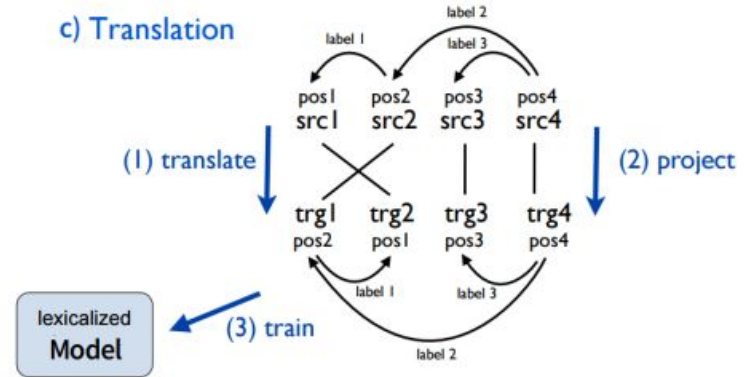 c) Translation
label 2
label 1
label 3
pos1 pos2 pos3 pos4
src1 src2 src3 src4
(1) translate
(2) project
trg1 trg2 trg3 trg4
pos2 pos1 pos3 pos4
label 1
label 3
lexicalized
Model
(3) train
label 2